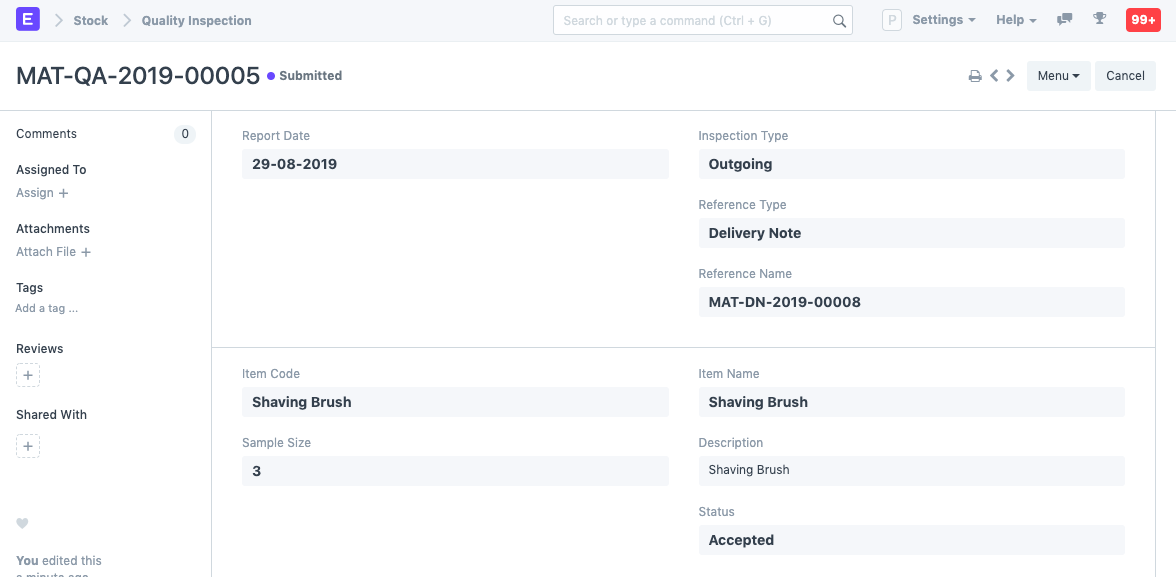 E Stock Quality Inspection Search or type a command (Ctrl + G) P Settings Help 99+
MAT-QA-2019-00005 Submitted Menu Cancel
Comments 0
Assigned To
Assign +
Attachments
Attach File +
Tags
Add a tag ...
Reviews
+
Shared With
+
You edited this
a minute ago
Report Date
29-08-2019
Inspection Type
Outgoing
Reference Type
Delivery Note
Reference Name
MAT-DN-2019-00008
Item Code
Shaving Brush
Sample Size
3
Item Name
Shaving Brush
Description
Shaving Brush
Status
Accepted